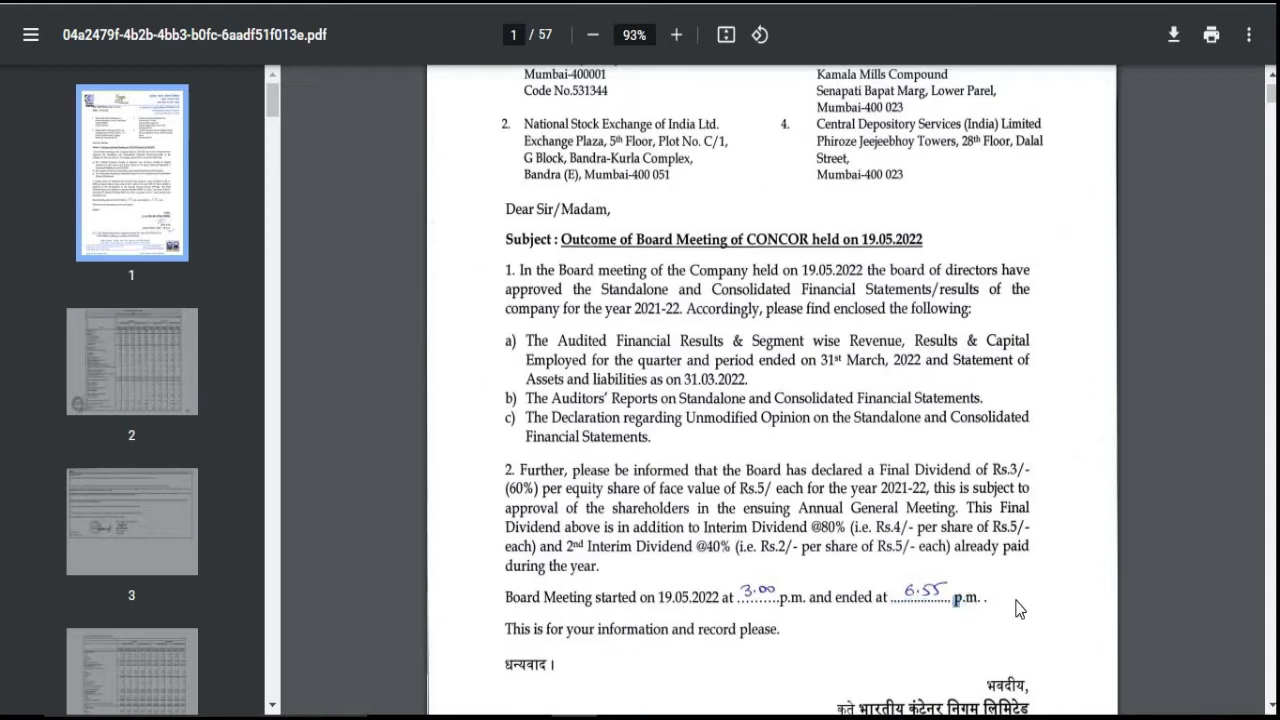 04a2479f-4b2b-4bb3-b0fc-6aadf51f013e.pdf
1 / 57
93%
Mumbai-400001
Code No.531344
Kamala Mills Compound
Senapati Bapat Marg, Lower Parel,
Mumbai-400 023
2. National Stock Exchange of India Ltd.
Exchange Plaza, 5th Floor, Plot No. C/1,
G Block, Bandra-Kurla Complex,
Bandra (E), Mumbai-400 051
4. Central Depository Services (India) Limited
Phiroze Jeejeebhoy Towers, 28th Floor, Dalal
Street,
Mumbai-400 023
Dear Sir/Madam,
Subject : Outcome of Board Meeting of CONCOR held on 19.05.2022
1. In the Board meeting of the Company held on 19.05.2022 the board of directors have
approved the Standalone and Consolidated Financial Statements/results of the
company for the year 2021-22. Accordingly, please find enclosed the following:
a) The Audited Financial Results & Segment wise Revenue, Results & Capital
Employed for the quarter and period ended on 31st March, 2022 and Statement of
Assets and liabilities as on 31.03.2022.
b) The Auditors' Reports on Standalone and Consolidated Financial Statements.
c) The Declaration regarding Unmodified Opinion on the Standalone and Consolidated
Financial Statements.
2. Further, please be informed that the Board has declared a Final Dividend of Rs.3/-
(60%) per equity share of face value of Rs.5/ each for the year 2021-22, this is subject to
approval of the shareholders in the ensuing Annual General Meeting. This Final
Dividend above is in addition to Interim Dividend @80% (i.e. Rs.4/- per share of Rs.5/-
each) and 2nd Interim Dividend @40% (i.e. Rs.2/- per share of Rs.5/- each) already paid
during the year.
Board Meeting started on 19.05.2022 at 3.00 p.m. and ended at 6.55 p.m. .
This is for your information and record please.
धन्यवाद ।
भवदीय,
कृते भारतीय कंटेनर निगम लिमिटेड
1
2
3